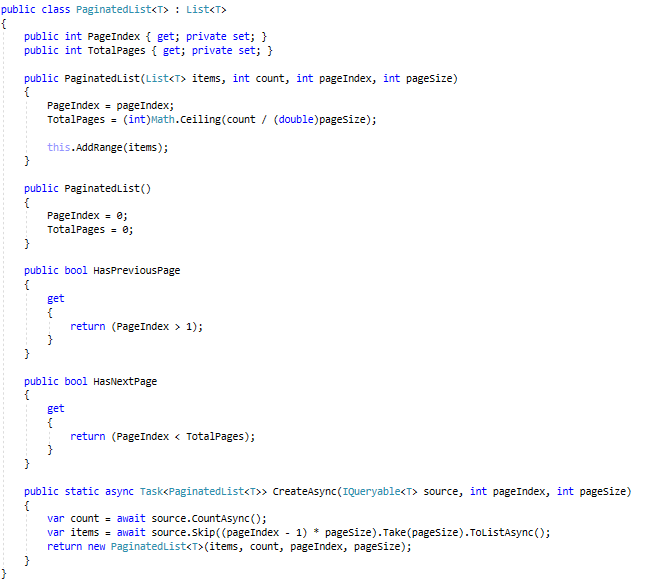 public class PaginatedList<T> : List<T>
{
    public int PageIndex { get; private set; }
    public int TotalPages { get; private set; }

    public PaginatedList(List<T> items, int count, int pageIndex, int pageSize)
    {
        PageIndex = pageIndex;
        TotalPages = (int)Math.Ceiling(count / (double)pageSize);

        this.AddRange(items);
    }

    public PaginatedList()
    {
        PageIndex = 0;
        TotalPages = 0;
    }

    public bool HasPreviousPage
    {
        get
        {
            return (PageIndex > 1);
        }
    }

    public bool HasNextPage
    {
        get
        {
            return (PageIndex < TotalPages);
        }
    }

    public static async Task<PaginatedList<T>> CreateAsync(IQueryable<T> source, int pageIndex, int pageSize)
    {
        var count = await source.CountAsync();
        var items = await source.Skip((pageIndex - 1) * pageSize).Take(pageSize).ToListAsync();
        return new PaginatedList<T>(items, count, pageIndex, pageSize);
    }
}